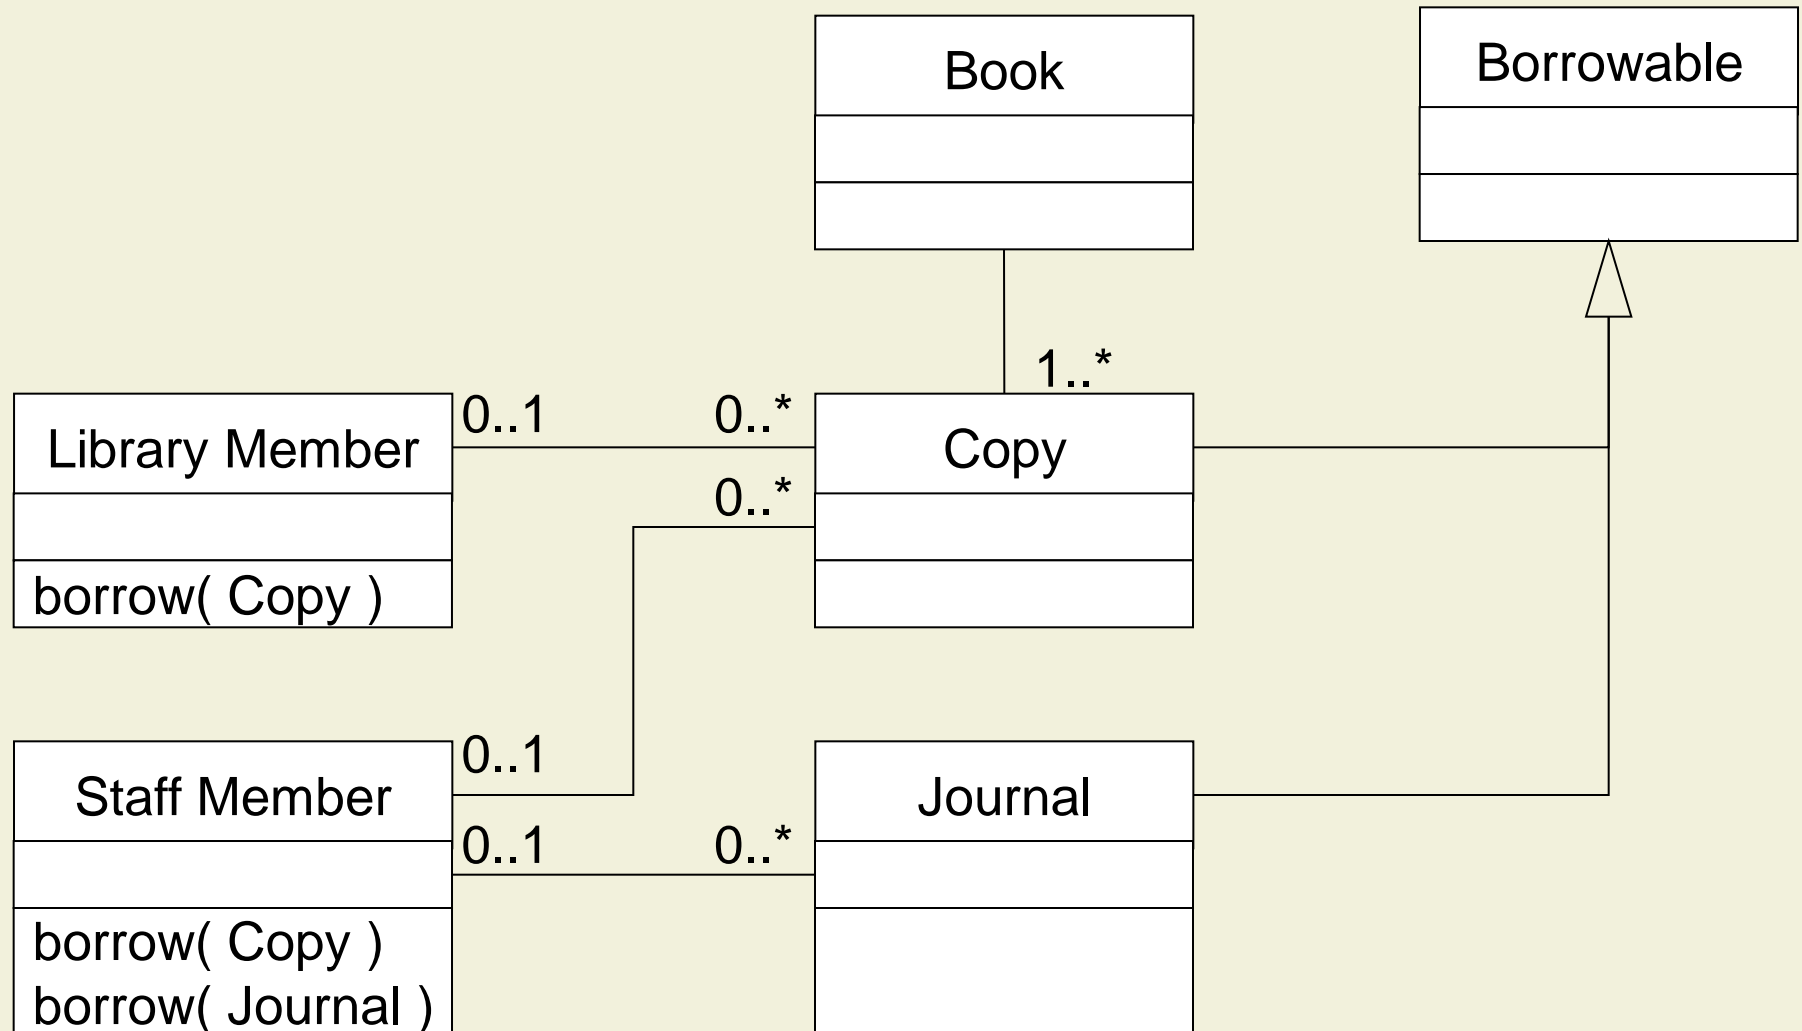 Book
Borrowable
1..*
0..1
0..*
Library Member
Copy
0..*
borrow( Copy )
0..1
Staff Member
Journal
0..1
0..*
borrow( Copy )
borrow( Journal )